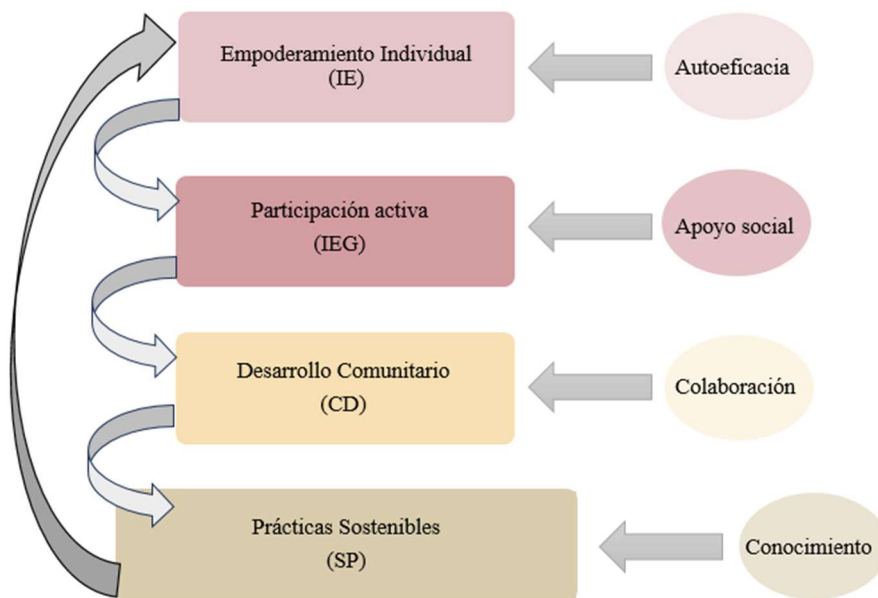 Empoderamiento Individual
(IE)
Autoeficacia
Participación activa
(IEG)
Apoyo social
Desarrollo Comunitario
(CD)
Colaboración
Prácticas Sostenibles
(SP)
Conocimiento